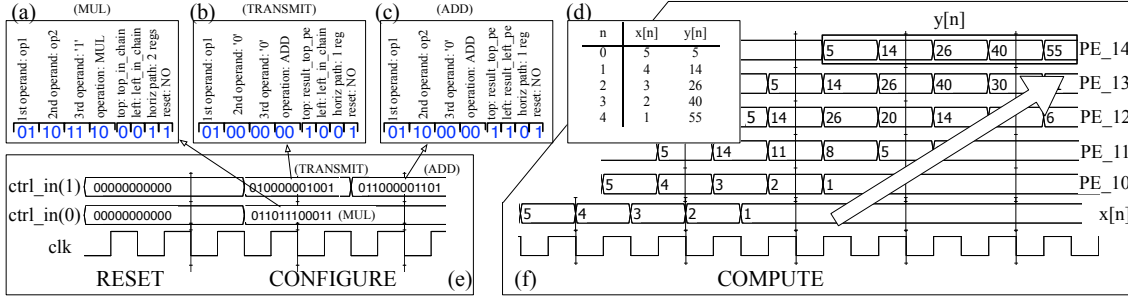 (a)
(MUL)
1st operand: op1
2nd operand: op2
3rd operand: '1'
operation: MUL
top: top_in_chain
left: left_in_chain
horiz path: 2 regs
reset: NO
01 10 11 10 0 0 1 1
(b)
(TRANSMIT)
1st operand: op1
2nd operand: '0'
3rd operand: '0'
operation: ADD
top: result_top_pe
left: left_in_chain
horiz path: 1 reg
reset: NO
01 00 00 00 1 0 0 1
(c)
(ADD)
1st operand: op1
2nd operand: op2
3rd operand: '0'
operation: ADD
top: result_top_pe
left: result_left_pe
horiz path: 1 reg
reset: NO
01 10 00 00 1 1 0 1
(d)
n x[n] y[n]
0 5 5
1 4 14
2 3 26
3 2 40
4 1 55
(TRANSMIT)
(ADD)
ctrl_in(1) 00000000000 010000001001 011000001101
ctrl_in(0) 00000000000 011011100011 (MUL)
clk
RESET CONFIGURE (e)
y[n]
5 14 26 40 55 PE_14
5 14 26 40 30 PE_13
5 14 26 20 14 6 PE_12
5 14 11 8 5 PE_11
5 4 3 2 1 PE_10
5 4 3 2 1 x[n]
(f) COMPUTE